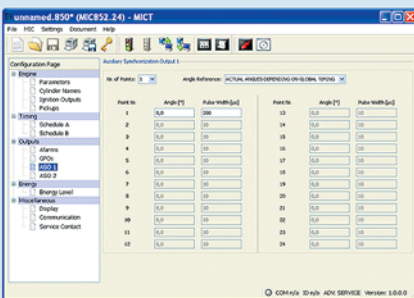 unnamed.850* (MIC852.24) - MICT
File MIC Settings Document Help
Configuration Page
Engine
Parameters
Cylinder Names
Ignition Outputs
Pickups
Timing
Schedule A
Schedule B
Outputs
Alarms
GPOs
ASO 1
ASO 2
Energy
Energy Level
Miscellaneous
Display
Communication
Service Contact
Auxiliary Synchronization Output 1
Nr. of Points: 1 Angle Reference: ACTUAL ANGLES DEPENDING ON GLOBAL TIMING
Point Nr. Angle [°] Pulse Width [µs] Point Nr. Angle [°] Pulse Width [µs]
1 0,0 200 13 0,0 10
2 0,0 10 14 0,0 10
3 0,0 10 15 0,0 10
4 0,0 10 16 0,0 10
5 0,0 10 17 0,0 10
6 0,0 10 18 0,0 10
7 0,0 10 19 0,0 10
8 0,0 10 20 0,0 10
9 0,0 10 21 0,0 10
10 0,0 10 22 0,0 10
11 0,0 10 23 0,0 10
12 0,0 10 24 0,0 10
COM n/a ID n/a ADV. SERVICE Version: 1.0.0.0